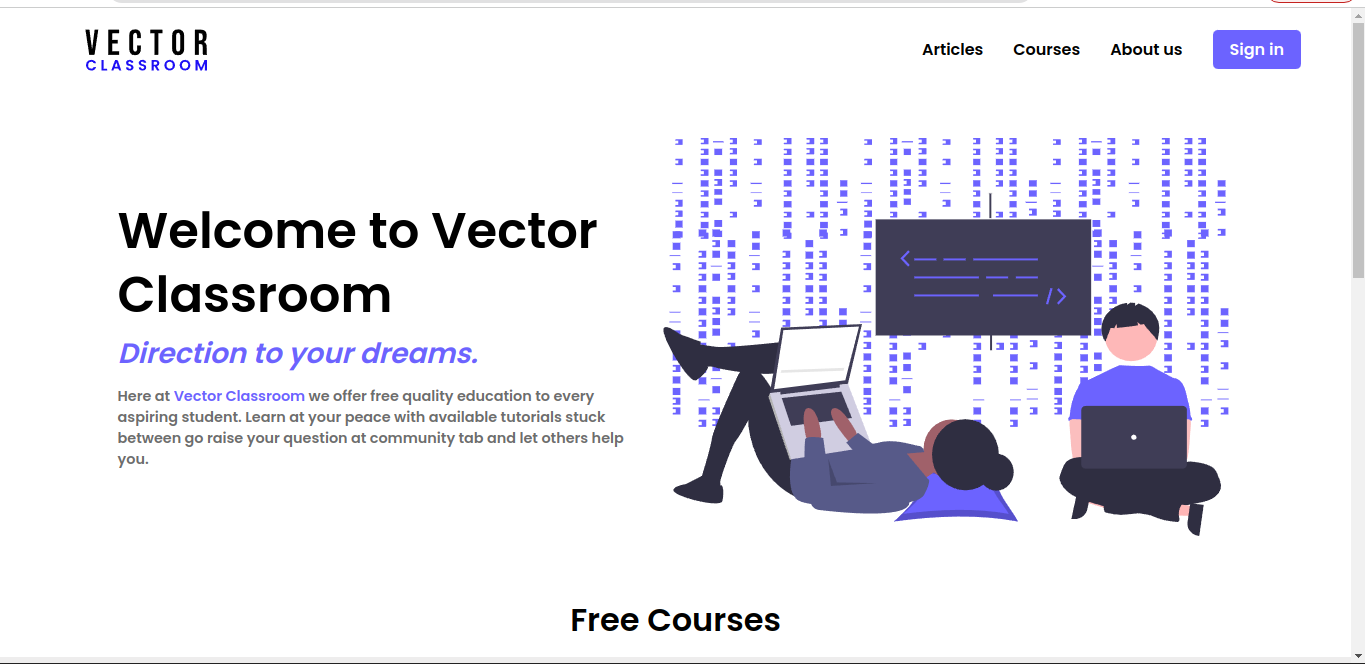 VECTOR
CLASSROOM
Articles Courses About us Sign in
Welcome to Vector
Classroom
Direction to your dreams.
Here at Vector Classroom we offer free quality education to every
aspiring student. Learn at your peace with available tutorials stuck
between go raise your question at community tab and let others help
you.
Free Courses